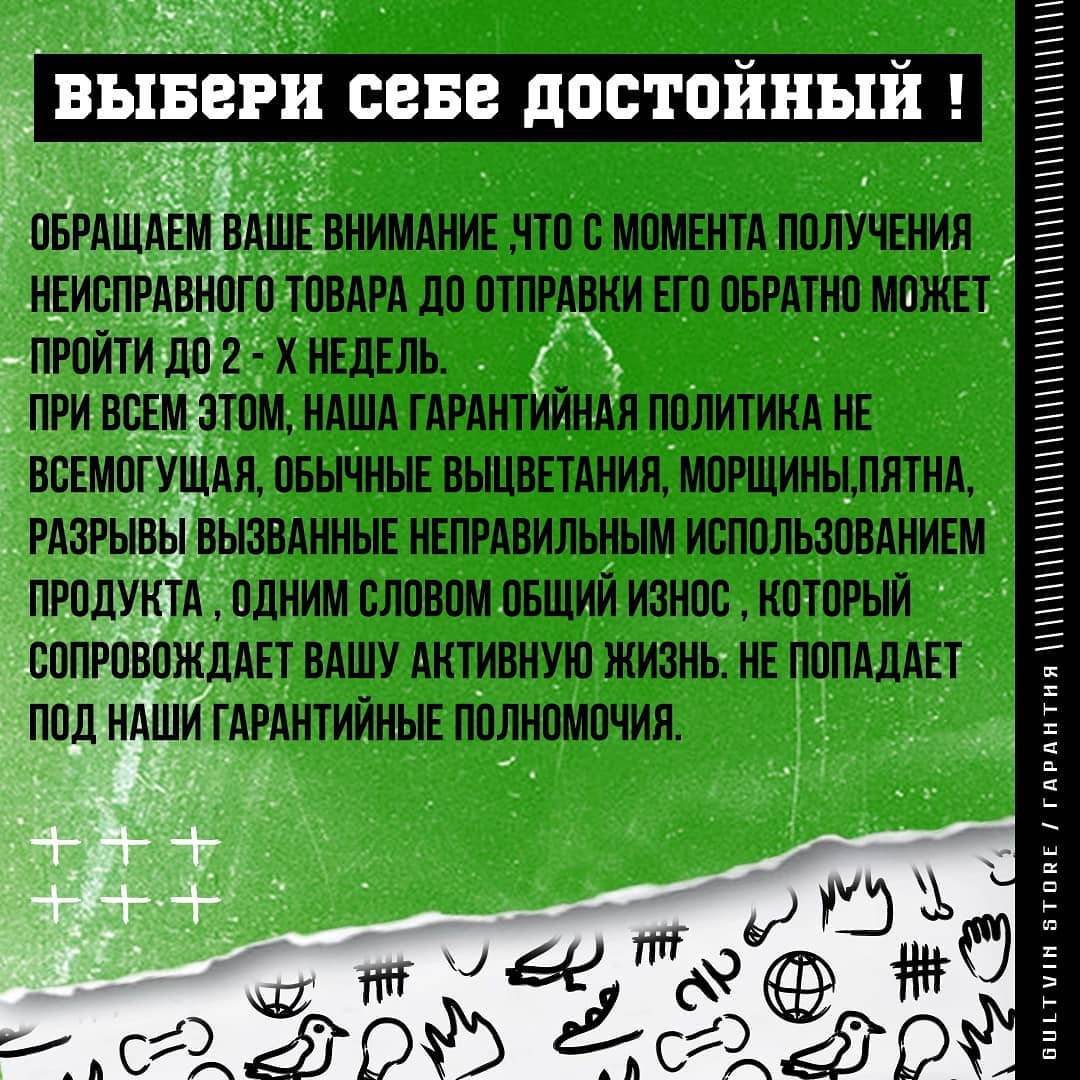 ВЫБЕРИ СЕБЕ ДОСТОЙНЫЙ !
ОБРАЩАЕМ ВАШЕ ВНИМАНИЕ ,ЧТО С МОМЕНТА ПОЛУЧЕНИЯ
НЕИСПРАВНОГО ТОВАРА ДО ОТПРАВКИ ЕГО ОБРАТНО МОЖЕТ
ПРОЙТИ ДО 2 - Х НЕДЕЛЬ.
ПРИ ВСЕМ ЭТОМ, НАША ГАРАНТИЙНАЯ ПОЛИТИКА НЕ
ВСЕМОГУЩАЯ, ОБЫЧНЫЕ ВЫЦВЕТАНИЯ, МОРЩИНЫ,ПЯТНА,
РАЗРЫВЫ ВЫЗВАННЫЕ НЕПРАВИЛЬНЫМ ИСПОЛЬЗОВАНИЕМ
ПРОДУКТА , ОДНИМ СЛОВОМ ОБЩИЙ ИЗНОС , КОТОРЫЙ
СОПРОВОЖДАЕТ ВАШУ АКТИВНУЮ ЖИЗНЬ. НЕ ПОПАДАЕТ
ПОД НАШИ ГАРАНТИЙНЫЕ ПОЛНОМОЧИЯ.
GULTVIN STORE / ГАРАНТИЯ